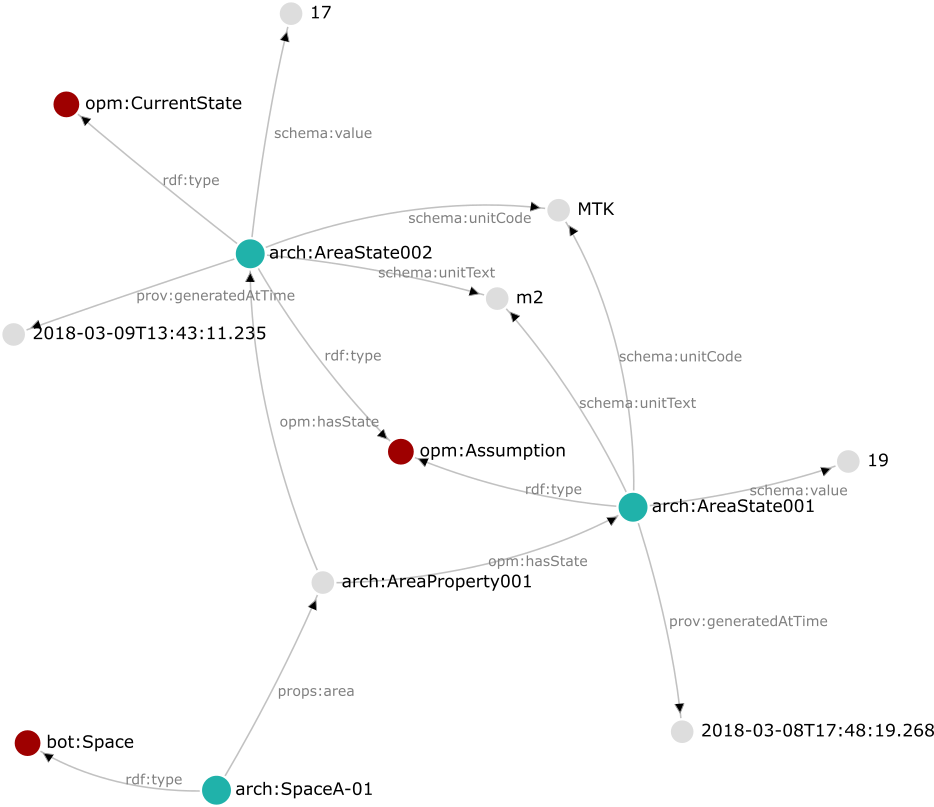 17
opm:CurrentState
schema:value
rdf:type
MTK
schema:unitCode
arch:AreaState002
schema:unitText
prov:generatedAtTime
m2
2018-03-09T13:43:11.235
rdf:type
schema:unitCode
schema:unitText
opm:hasState
opm:Assumption
19
rdf:type
schema:value
arch:AreaState001
opm:hasState
arch:AreaProperty001
prov:generatedAtTime
props:area
2018-03-08T17:48:19.268
bot:Space
rdf:type
arch:SpaceA-01